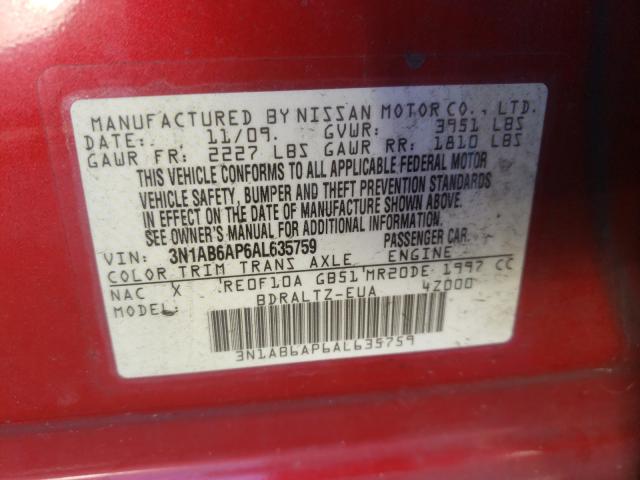 MANUFACTURED BY NISSAN MOTOR CO., LTD.
DATE: 11/09. GVWR: 3951 LBS
GAWR FR: 2227 LBS GAWR RR: 1810 LBS
THIS VEHICLE CONFORMS TO ALL APPLICABLE FEDERAL MOTOR
VEHICLE SAFETY, BUMPER AND THEFT PREVENTION STANDARDS
IN EFFECT ON THE DATE OF MANUFACTURE SHOWN ABOVE.
SEE OWNER'S MANUAL FOR ADDITIONAL INFORMATION.
VIN: 3N1AB6AP6AL635759 PASSENGER CAR.
COLOR TRIM TRANS AXLE ENGINE
NAC X RE0F10A GB51 MR20DE 1997 CC
MODEL: BDRALTZ-EUA 4Z000
3N1AB6AP6AL635759